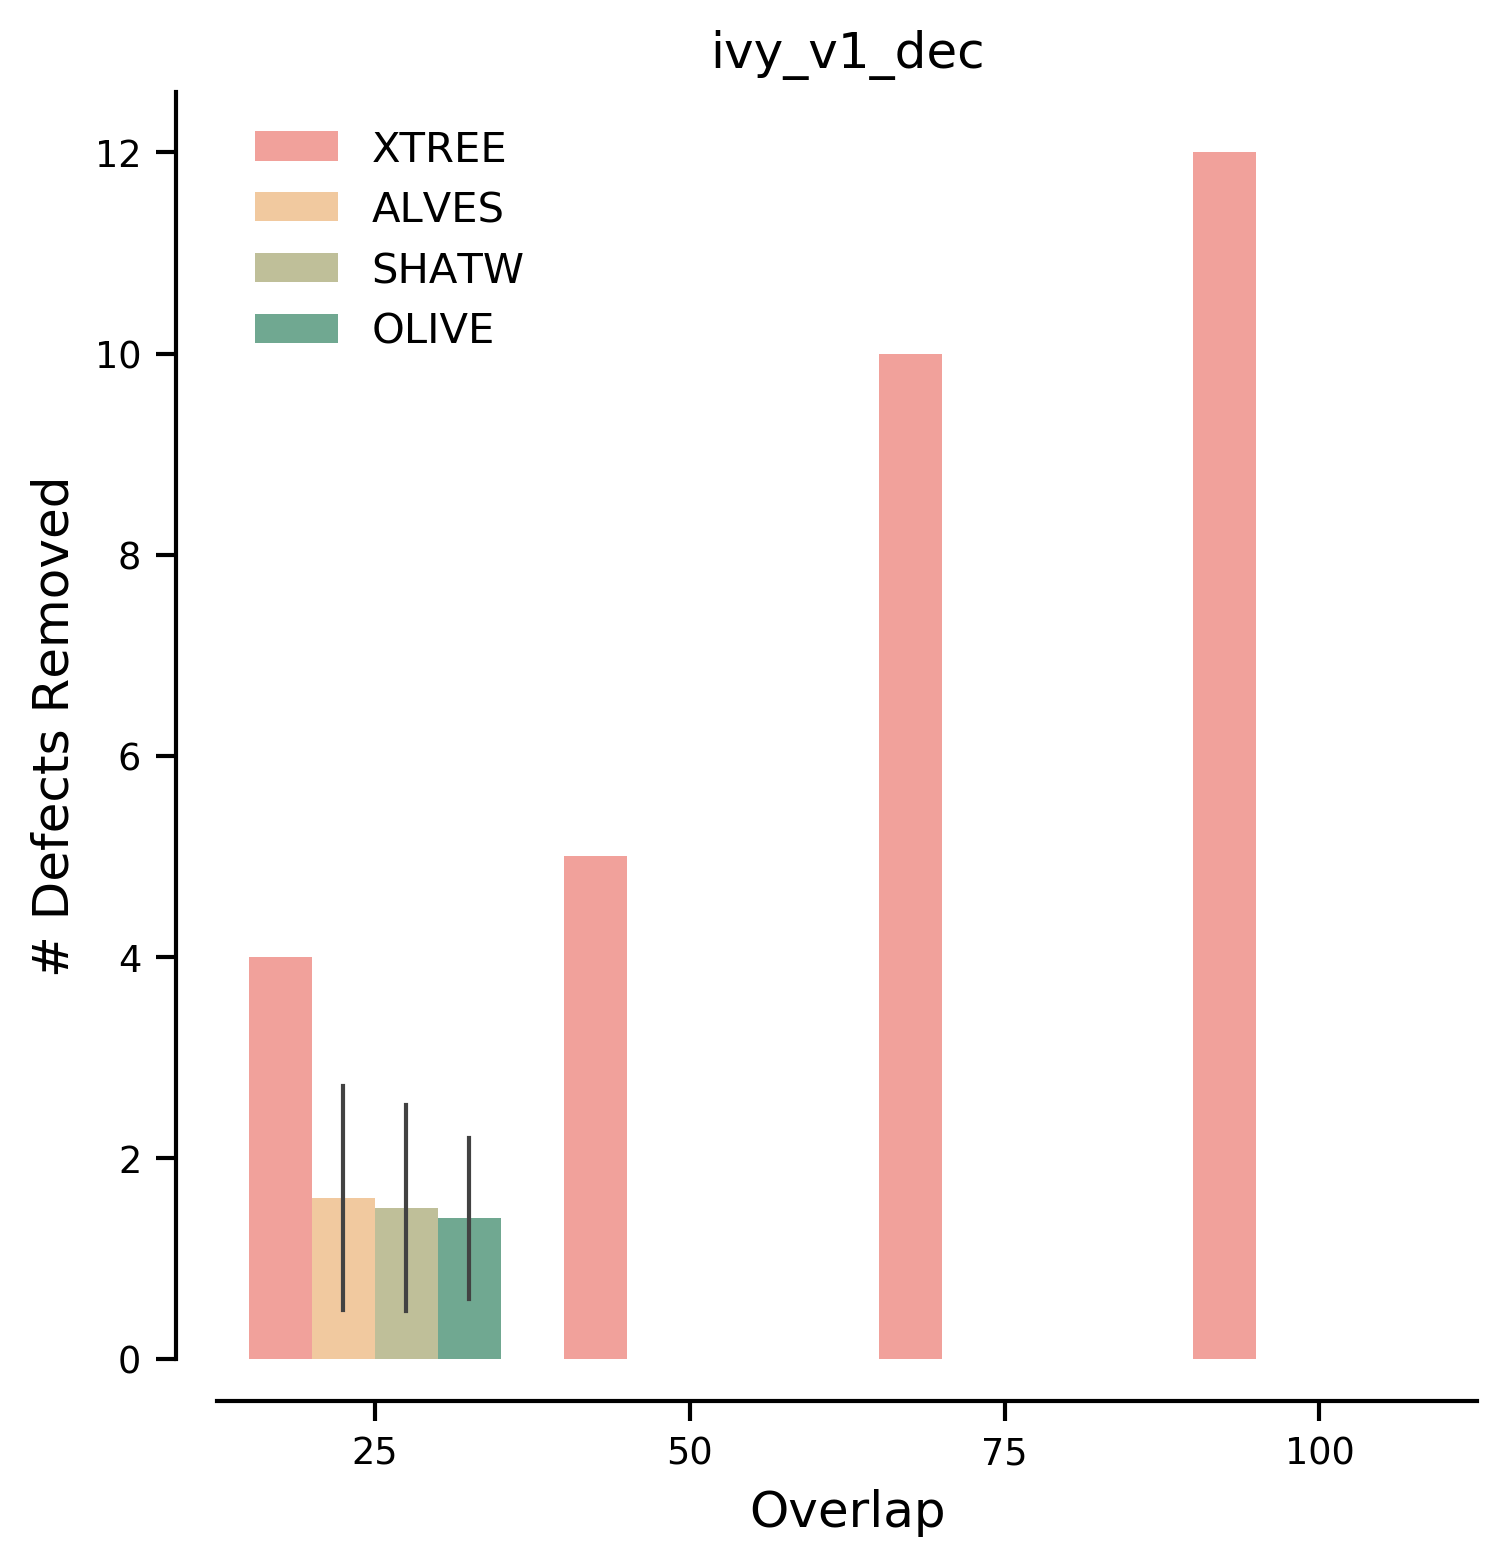 ivy_v1_dec
XTREE
ALVES
SHATW
OLIVE
12
10
8
6
4
2
0
# Defects Removed
25 50 75 100
Overlap